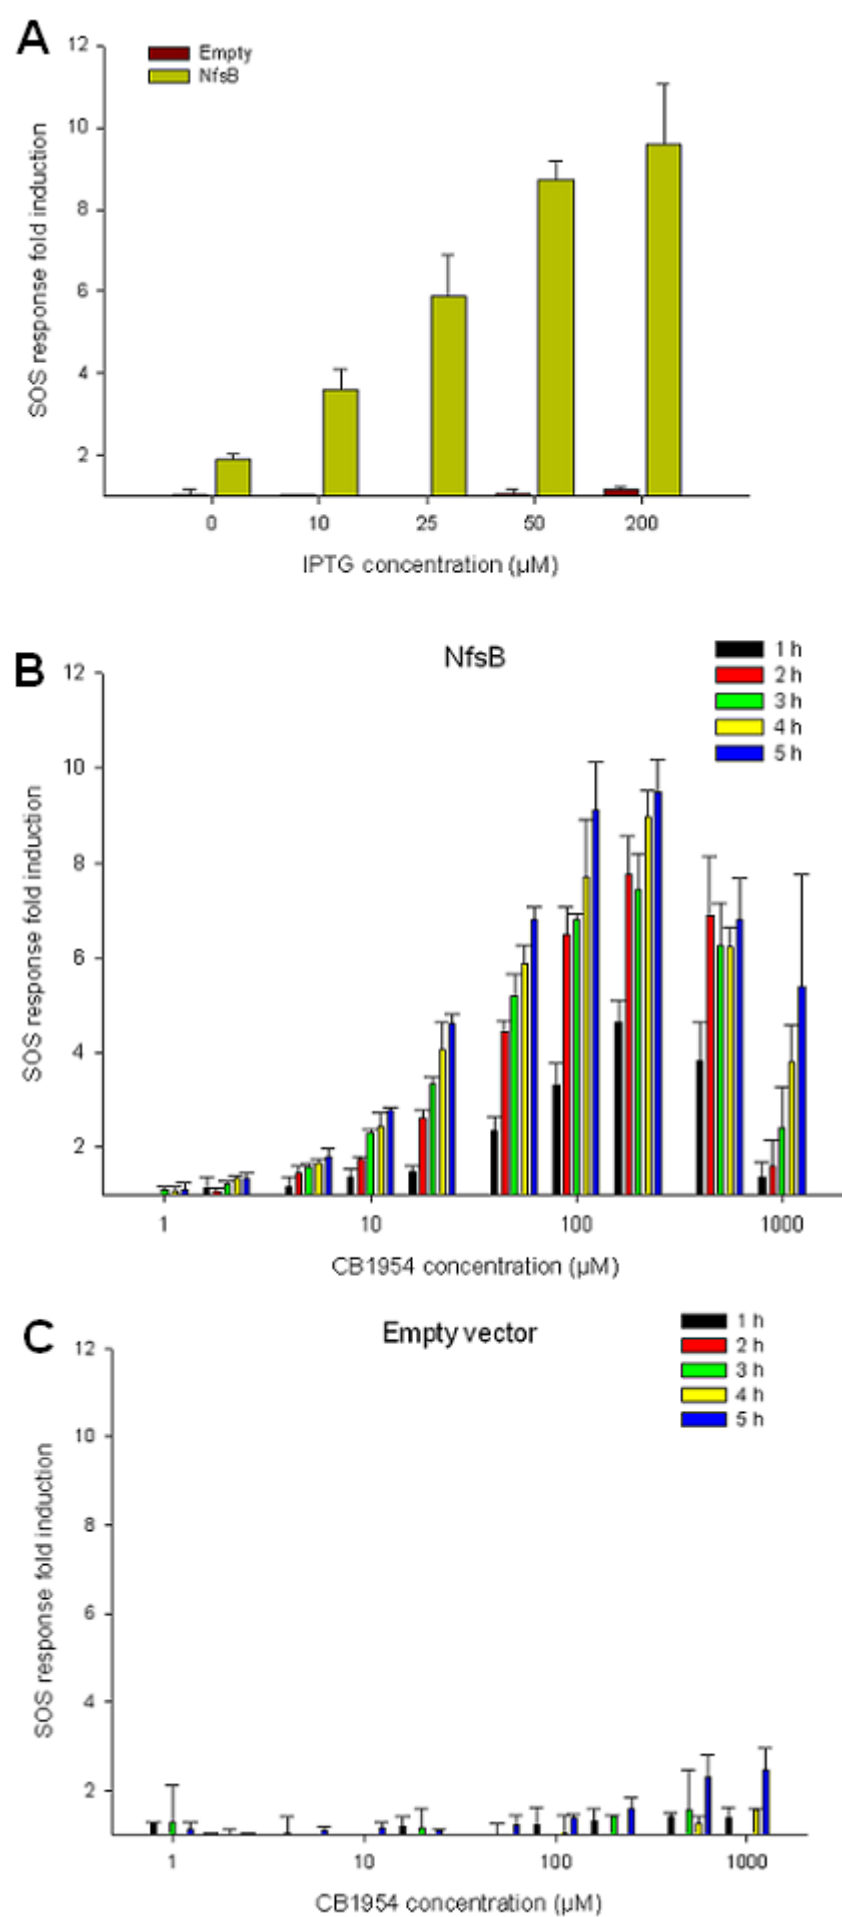 A
12
10
8
6
4
2
SOS response fold induction
Empty
NfsB
0 10 25 50 200
IPTG concentration (µM)
B
NfsB
12
10
8
6
4
2
SOS response fold induction
1 h
2 h
3 h
4 h
5 h
1 10 100 1000
CB1954 concentration (µM)
C
Empty vector
12
10
8
6
4
2
SOS response fold induction
1 h
2 h
3 h
4 h
5 h
1 10 100 1000
CB1954 concentration (µM)